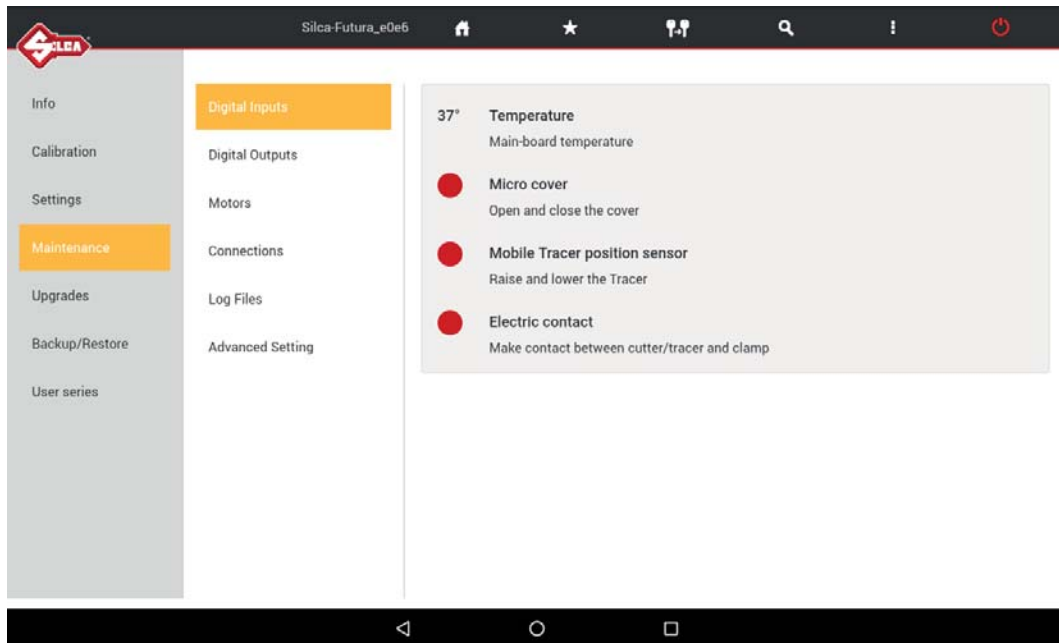 SILCA
Silca-Futura_e0e6
Info
Calibration
Settings
Maintenance
Upgrades
Backup/Restore
User series
Digital Inputs
Digital Outputs
Motors
Connections
Log Files
Advanced Setting
37° Temperature
Main-board temperature
Micro cover
Open and close the cover
Mobile Tracer position sensor
Raise and lower the Tracer
Electric contact
Make contact between cutter/tracer and clamp